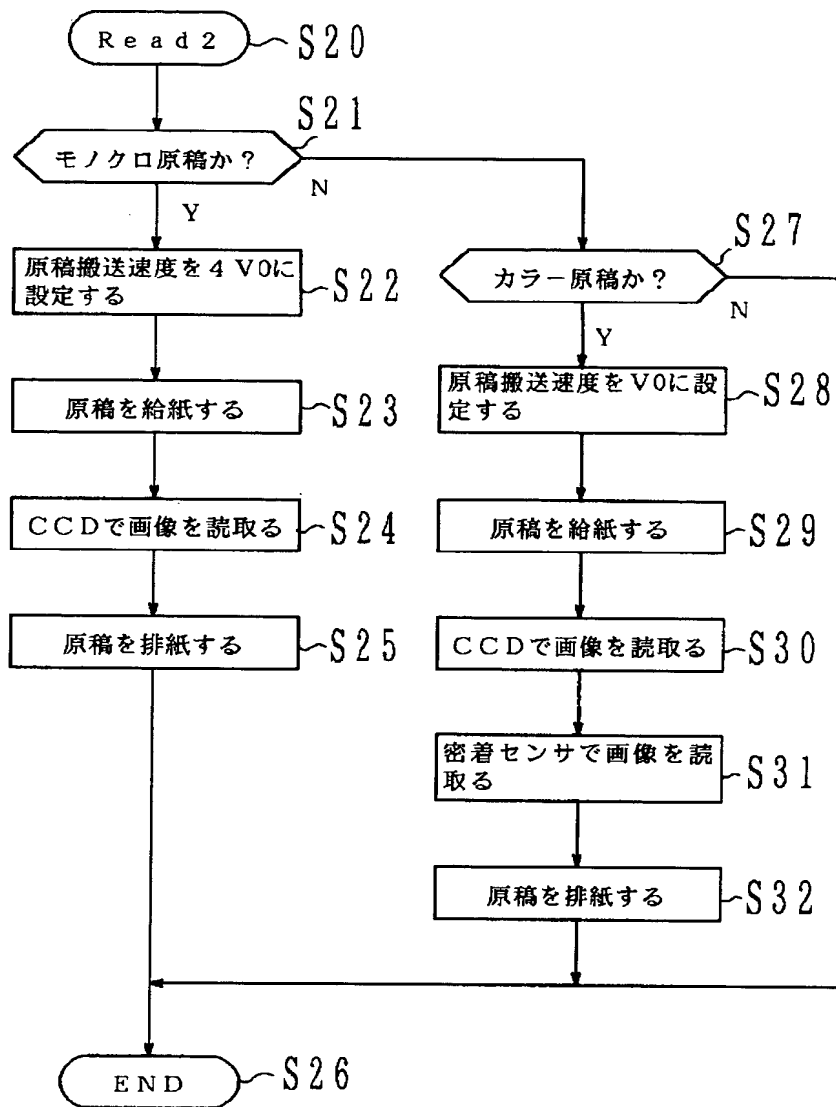 Read2
S20
S21
モノクロ原稿か？
N
Y
S27
原稿搬送速度を4 V0に
設定する
S22
カラー原稿か？
N
Y
原稿を給紙する
S23
原稿搬送速度をV0に設
定する
S28
CCDで画像を読取る
S24
原稿を給紙する
S29
原稿を排紙する
S25
CCDで画像を読取る
S30
密着センサで画像を読
取る
S31
原稿を排紙する
S32
END
S26